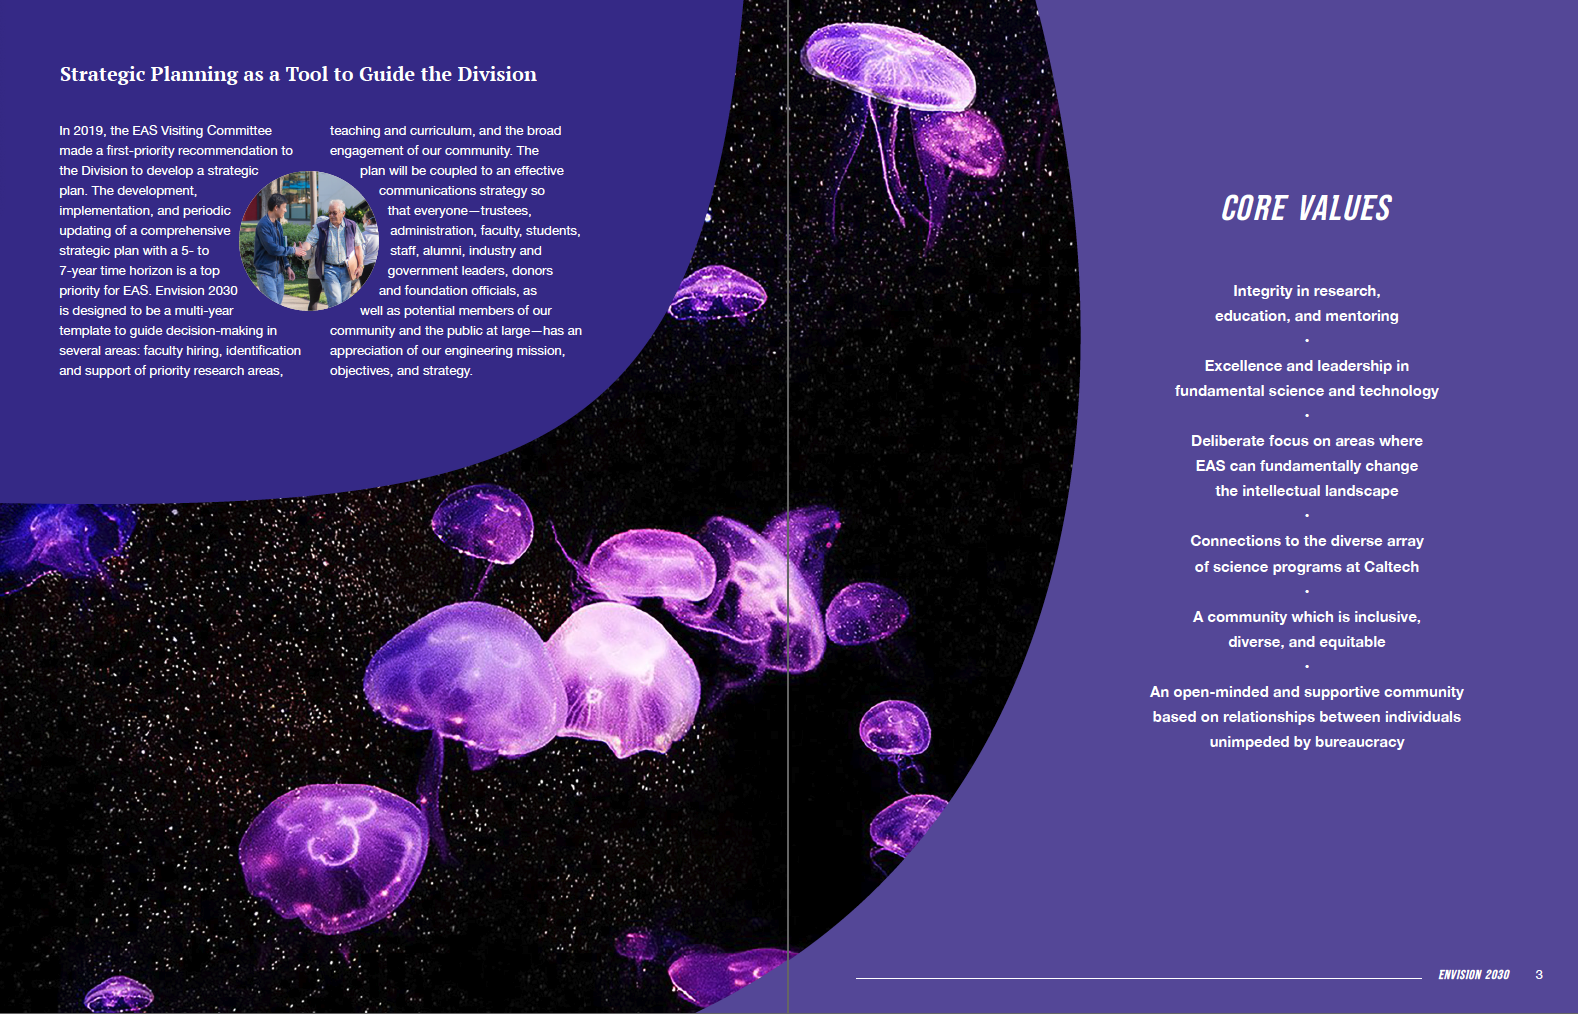 Strategic Planning as a Tool to Guide the Division
In 2019, the EAS Visiting Committee
made a first-priority recommendation to
the Division to develop a strategic
plan. The development,
implementation, and periodic
updating of a comprehensive
strategic plan with a 5- to
7-year time horizon is a top
priority for EAS. Envision 2030
is designed to be a multi-year
template to guide decision-making in
several areas: faculty hiring, identification
and support of priority research areas,
teaching and curriculum, and the broad
engagement of our community. The
plan will be coupled to an effective
communications strategy so
that everyone—trustees,
administration, faculty, students,
staff, alumni, industry and
government leaders, donors
and foundation officials, as
well as potential members of our
community and the public at large—has an
appreciation of our engineering mission,
objectives, and strategy.
CORE VALUES
Integrity in research,
education, and mentoring
•
Excellence and leadership in
fundamental science and technology
•
Deliberate focus on areas where
EAS can fundamentally change
the intellectual landscape
•
Connections to the diverse array
of science programs at Caltech
•
A community which is inclusive,
diverse, and equitable
•
An open-minded and supportive community
based on relationships between individuals
unimpeded by bureaucracy
ENVISION 2030 3